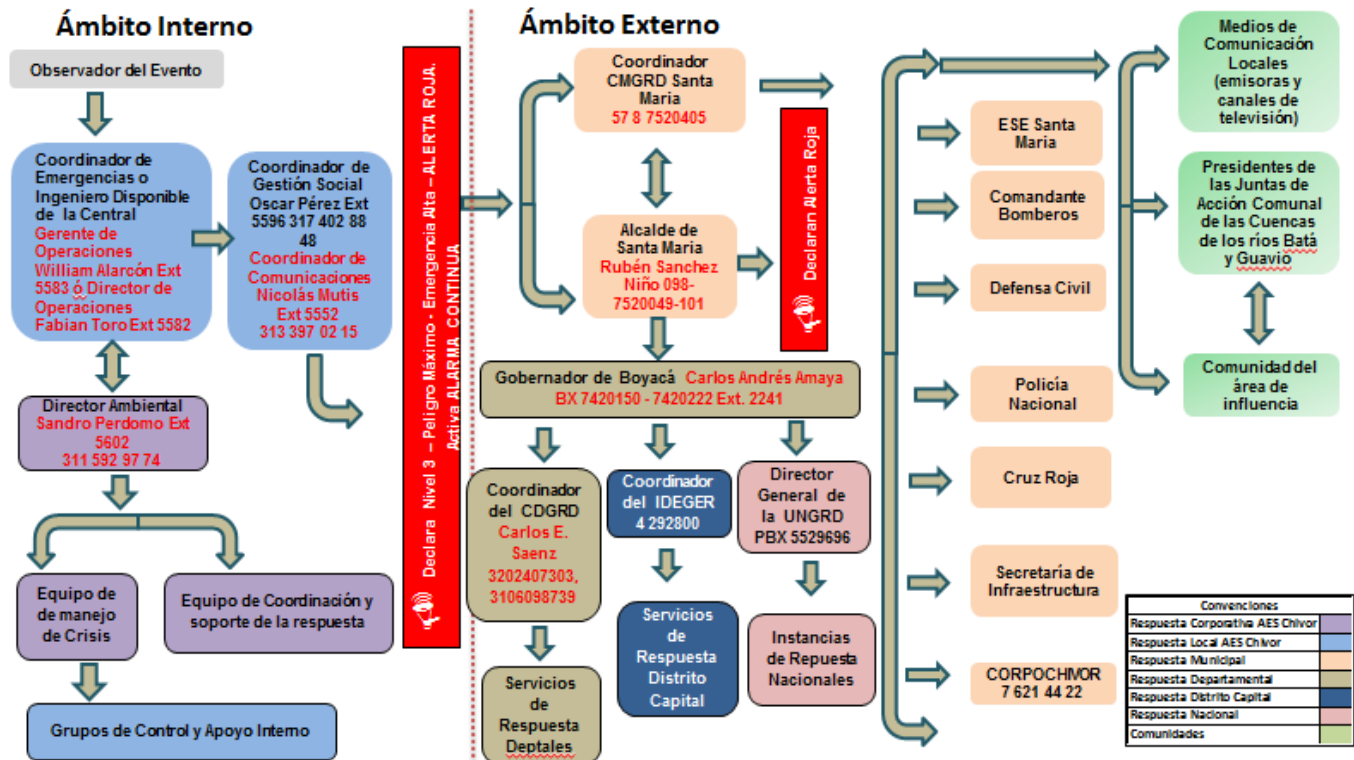 Ámbito Interno
Observador del Evento
Coordinador de
Emergencias o
Ingeniero Disponible
de la Central
Gerente de
Operaciones
William Alarcón Ext
5583 ó Director de
Operaciones
Fabian Toro Ext 5582
Coordinador de
Gestión Social
Oscar Pérez Ext
5596 317 402 88
48
Coordinador de
Comunicaciones
Nicolás Mutis
Ext 5552
313 397 02 15
Director Ambiental
Sandro Perdomo Ext
5602
311 592 97 74
Equipo de
de manejo
de Crisis
Equipo de Coordinación y
soporte de la respuesta
Grupos de Control y Apoyo Interno
Declara Nivel 3 – Peligro Máximo - Emergencia Alta – ALERTA ROJA.
Activa ALARMA CONTINUA
Ámbito Externo
Coordinador
CMGRD Santa
Maria
57 8 7520405
Alcalde de
Santa Maria
Rubén Sanchez
Niño 098-
7520049-101
Declaran Alerta Roja
Gobernador de Boyacá Carlos Andrés Amaya
BX 7420150 - 7420222 Ext. 2241
Coordinador
del CDGRD
Carlos E.
Saenz
3202407303,
3106098739
Coordinador
del IDEGER
4 292800
Director
General de
la UNGRD
PBX 5529696
Servicios
de
Respuesta
Deptales
Servicios
de
Respuesta
Distrito
Capital
Instancias
de Repuesta
Nacionales
ESE Santa
Maria
Comandante
Bomberos
Defensa Civil
Policía
Nacional
Cruz Roja
Secretaría de
Infraestructura
CORPOCHIVOR
7 621 44 22
Medios de
Comunicación
Locales
(emisoras y
canales de
televisión)
Presidentes de
las Juntas de
Acción Comunal
de las Cuencas
de los ríos Batá
y Guavio
Comunidad del
área de
influencia
Convenciones
Respuesta Corporativa AES Chivor
Respuesta Local AES Chivor
Respuesta Municipal
Respuesta Departamental
Respuesta Distrito Capital
Respuesta Nacional
Comunidades